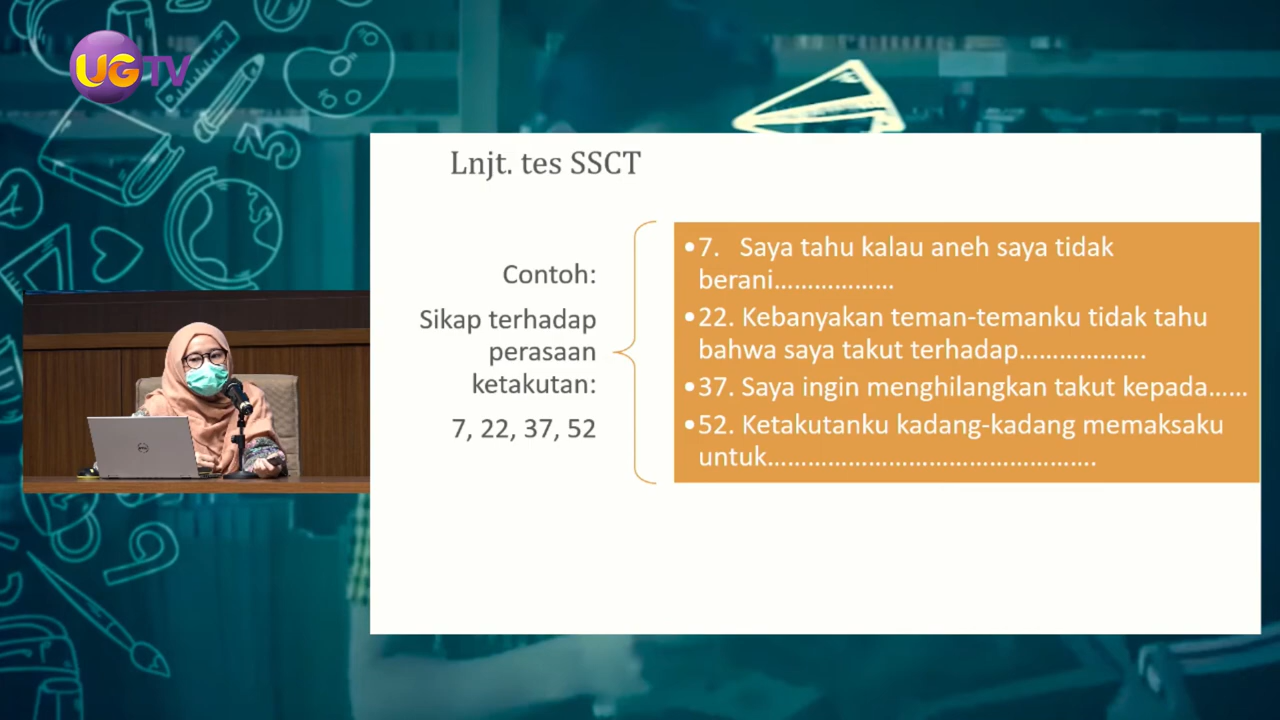 UGTV
Lnjt. tes SSCT
Contoh:
Sikap terhadap
perasaan
ketakutan:
7, 22, 37, 52
•7. Saya tahu kalau aneh saya tidak
berani..................
•22. Kebanyakan teman-temanku tidak tahu
bahwa saya takut terhadap...................
•37. Saya ingin menghilangkan takut kepada......
•52. Ketakutanku kadang-kadang memaksaku
untuk.................................................
DELL